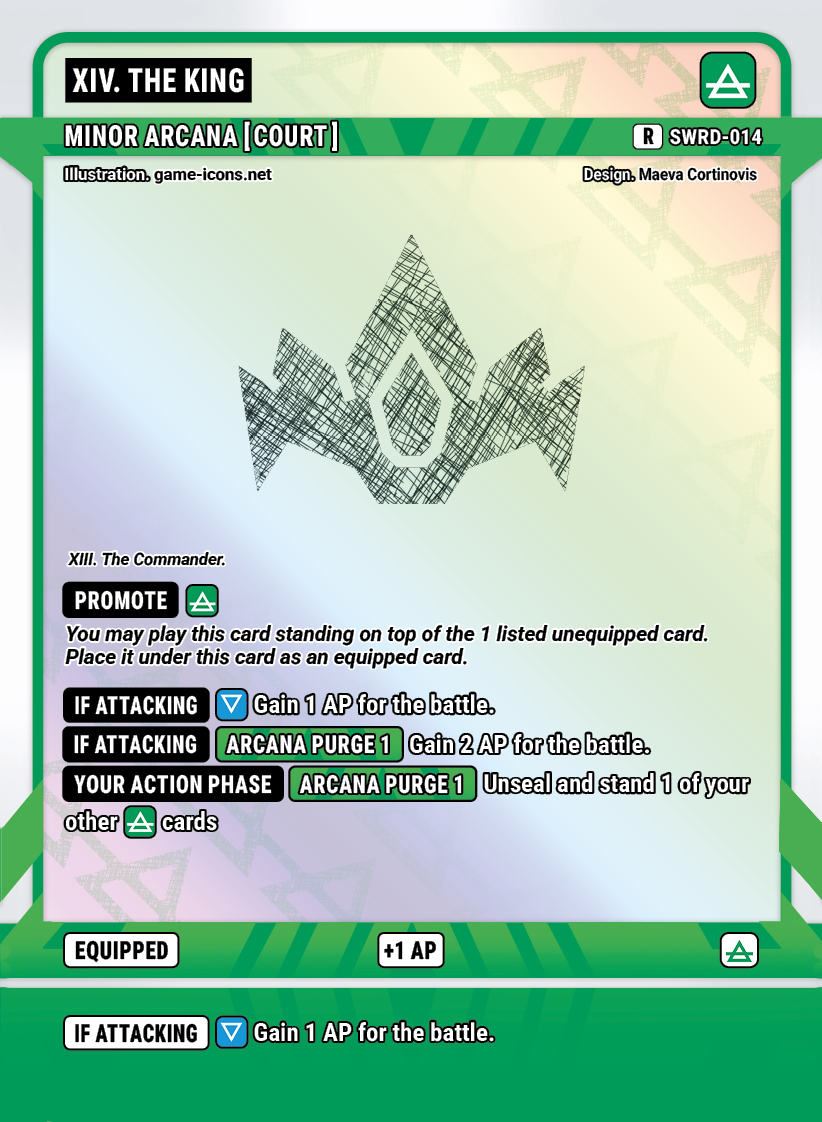 XIV. THE KING
MINOR ARCANA [COURT]
R SWRD-014
Illustration. game-icons.net
Design. Maeva Cortinovis
XIII. The Commander.
PROMOTE
You may play this card standing on top of the 1 listed unequipped card.
Place it under this card as an equipped card.
IF ATTACKING Gain 1 AP for the battle.
IF ATTACKING ARCANA PURGE 1 Gain 2 AP for the battle.
YOUR ACTION PHASE ARCANA PURGE 1 Unseal and stand 1 of your
other cards
EQUIPPED +1 AP
IF ATTACKING Gain 1 AP for the battle.